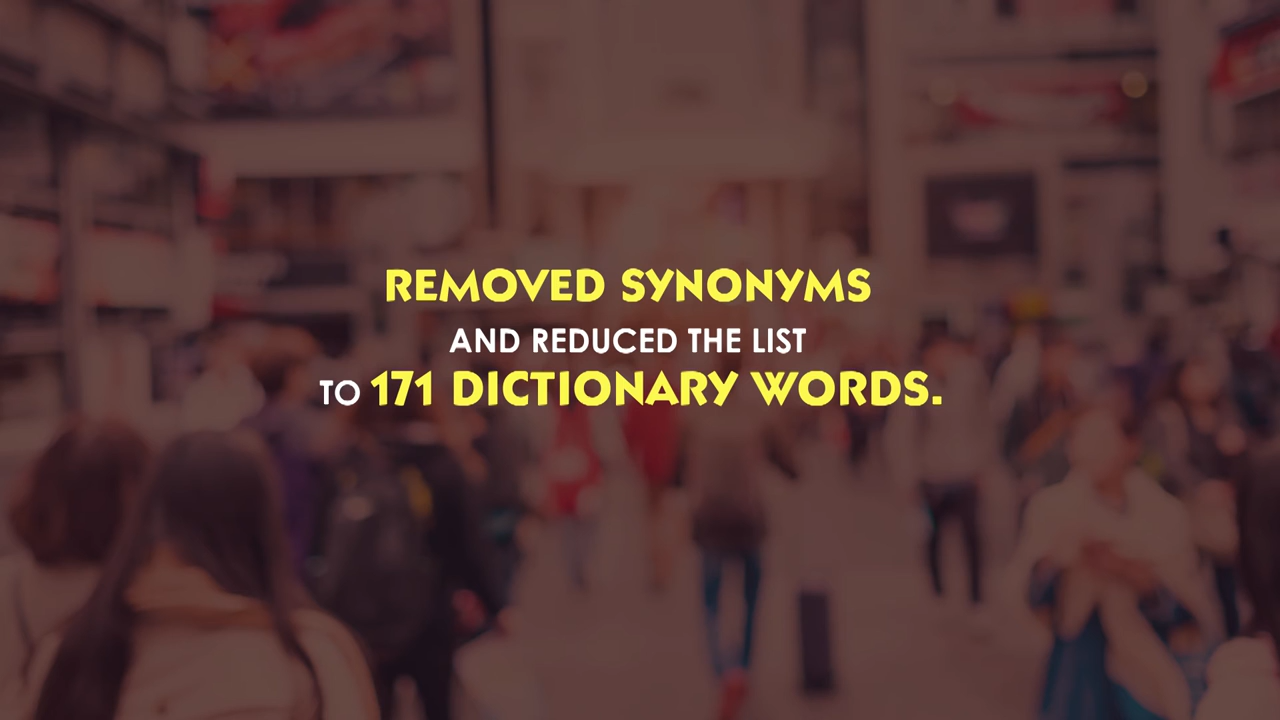 REMOVED SYNONYMS
AND REDUCED THE LIST
TO 171 DICTIONARY WORDS.